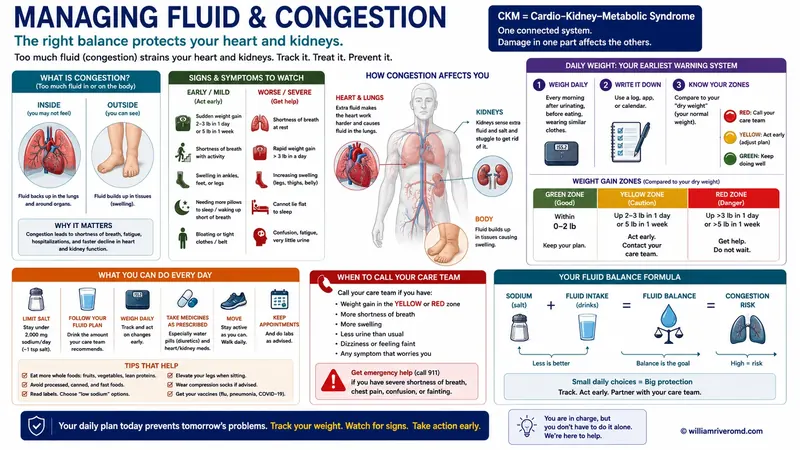 MANAGING FLUID & CONGESTION
The right balance protects your heart and kidneys.
Too much fluid (congestion) strains your heart and kidneys. Track it. Treat it. Prevent it.
CKM = Cardio–Kidney–Metabolic Syndrome
One connected system.
Damage in one part affects the others.
WHAT IS CONGESTION?
(Too much fluid in or on the body)
INSIDE
(you may not feel)
Fluid backs up in the lungs
and around organs.
OUTSIDE
(you can see)
Fluid builds up in tissues
(swelling).
WHY IT MATTERS
Congestion leads to shortness of breath, fatigue,
hospitalizations, and faster decline in heart
and kidney function.
SIGNS & SYMPTOMS TO WATCH
EARLY / MILD
(Act early)
Sudden weight gain
2–3 lb in 1 day
or 5 lb in 1 week
Shortness of breath
with activity
Swelling in ankles,
feet, or legs
Needing more pillows
to sleep / waking up
short of breath
Bloating or tight
clothes / belt
WORSE / SEVERE
(Get help)
Shortness of breath
at rest
Rapid weight gain
> 3 lb in a day
Increasing swelling
(legs, thighs, belly)
Cannot lie flat
to sleep
Confusion, fatigue,
very little urine
HOW CONGESTION AFFECTS YOU
HEART & LUNGS
Extra fluid makes
the heart work
harder and causes
fluid in the lungs.
KIDNEYS
Kidneys sense extra
fluid and salt and
stuggle to get rid
of it.
BODY
Fluid builds up
in tissues causing
swelling.
DAILY WEIGHT: YOUR EARLIEST WARNING SYSTEM
1 WEIGH DAILY
Every morning
after urinating,
before eating,
wearing similar
clothes.
2 WRITE IT DOWN
Use a log, app,
or calendar.
3 KNOW YOUR ZONES
Compare to your
"dry weight"
(your normal
weight).
RED: Call your
care team
YELLOW: Act early
(adjust plan)
GREEN: Keep
doing well
WEIGHT GAIN ZONES (Compared to your dry weight)
GREEN ZONE
(Good)
Within
0–2 lb
Keep your plan.
YELLOW ZONE
(Caution)
Up 2–3 lb in 1 day
or 5 lb in 1 week
Act early.
Contact your
care team.
RED ZONE
(Danger)
Up >3 lb in 1 day
or >5 lb in 1 week
Get help.
Do not wait.
WHAT YOU CAN DO EVERY DAY
LIMIT SALT
Stay under
2,000 mg
sodium/day
(~1 tsp salt).
FOLLOW YOUR
FLUID PLAN
Drink the amount
your care team
recommends.
WEIGH DAILY
Track and act
on changes
early.
TAKE MEDICINES
AS PRESCRIBED
Especially water
pills (diuretics) and
heart/kidney meds.
MOVE
Stay active
as you can.
Walk daily.
KEEP
APPOINTMENTS
And do labs
as advised.
TIPS THAT HELP
Eat more whole foods: fruits, vegetables, lean proteins.
Avoid processed, canned, and fast foods.
Read labels. Choose "low sodium" options.
Elevate your legs when sitting.
Wear compression socks if advised.
Get your vaccines (flu, pneumonia, COVID–19).
WHEN TO CALL YOUR CARE TEAM
Call your care team if you have:
• Weight gain in the YELLOW or RED zone
• More shortness of breath
• More swelling
• Less urine than usual
• Dizziness or feeling faint
• Any symptom that worries you
Get emergency help (call 911)
if you have severe shortness of breath,
chest pain, confusion, or fainting.
YOUR FLUID BALANCE FORMULA
SODIUM
(salt)
+
FLUID INTAKE
(drinks)
=
FLUID BALANCE
=
CONGESTION
RISK
Less is better
Balance is the goal
High = risk
Small daily choices = Big protection
Track. Act early. Partner with your care team.
Your daily plan today prevents tomorrow's problems. Track your weight. Watch for signs. Take action early.
You are in charge, but
you don't have to do it alone.
We're here to help.
© williamriveromd.com